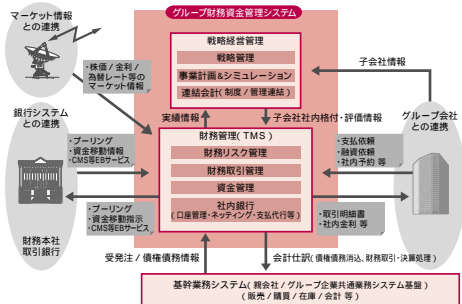 グループ財務資金管理システム
マーケット情報
との連携
・株価/金利/
為替レート等の
マーケット情報
戦略経営管理
戦略管理
事業計画&シミュレーション
連結会計(制度/管理連結)
子会社情報
実績情報
子会社社内格付・評価情報
銀行システム
との連携
・プーリング
・資金移動情報
・CMS等EBサービス
財務管理(TMS)
財務リスク管理
財務取引管理
資金管理
社内銀行
(口座管理・ネッティング・支払代行等)
・支払依頼
・融資依頼
・社内予約 等
グループ会社
との連携
・プーリング
・資金移動指示
・CMS等EBサービス
・取引明細書
・社内金利 等
財務本社
取引銀行
受発注/債権債務情報
会計仕訳(債権債務消込、財務取引・決算処理)
基幹業務システム(親会社/グループ企業共通業務システム基盤)
(販売/購買/在庫/会計 等)